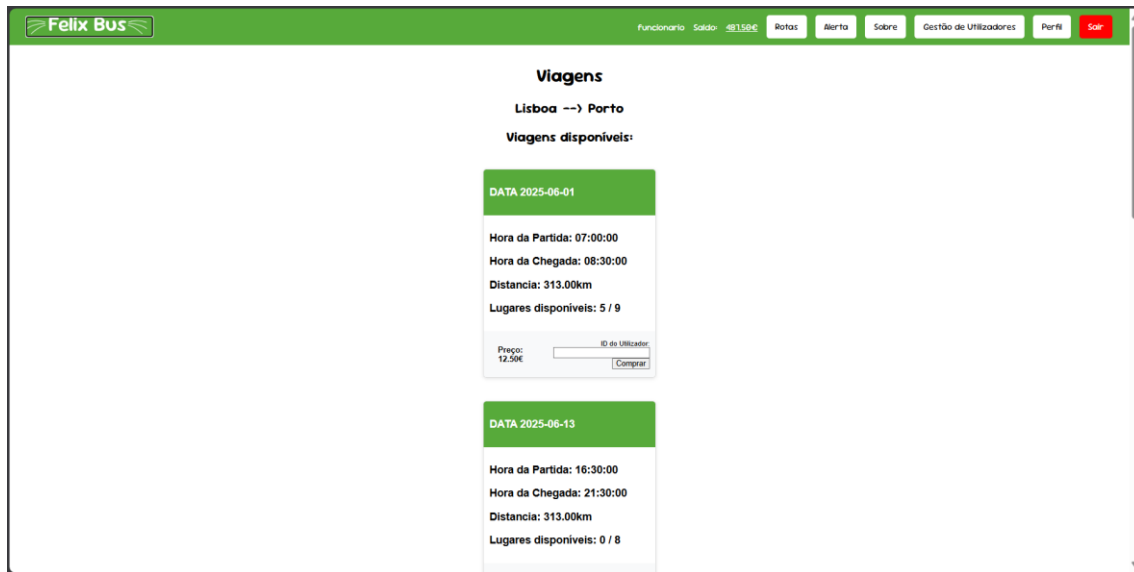 Felix Bus
Funcionario Saldo: 487.50€ Rotas Alerta Sobre Gestão de Utilizadores Perfil Sair
Viagens
Lisboa --> Porto
Viagens disponíveis:
DATA 2025-06-01
Hora da Partida: 07:00:00
Hora da Chegada: 08:30:00
Distancia: 313.00km
Lugares disponíveis: 5 / 9
Preço:
12.50€
ID do Utilizador:
Comprar
DATA 2025-06-13
Hora da Partida: 16:30:00
Hora da Chegada: 21:30:00
Distancia: 313.00km
Lugares disponíveis: 0 / 8